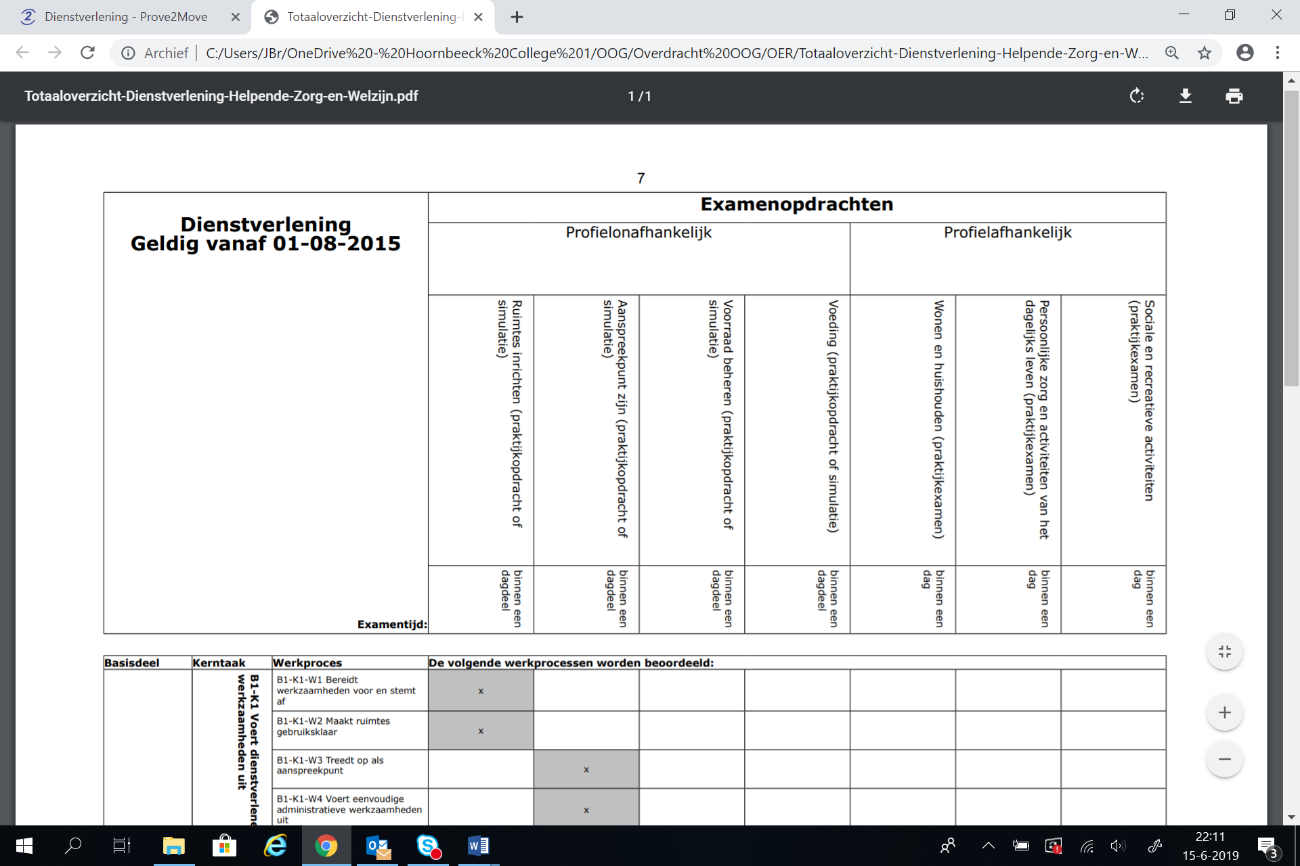 Dienstverlening - Prove2Move
Totaaloverzicht-Dienstverlening-H
Archief
C:/Users/JBr/OneDrive%20-%20Hoornbeeck%20College%201/OOG/Overdracht%20OOG/OER/Totaaloverzicht-Dienstverlening-Helpende-Zorg-en-W...
Totaaloverzicht-Dienstverlening-Helpende-Zorg-en-Welzijn.pdf
1 / 1
7
Dienstverlening
Geldig vanaf 01-08-2015
Examentijd:
Examenopdrachten
Profielonafhankelijk
Profielafhankelijk
Ruimtes inrichten (praktijkopdracht of
simulatie)
Aanspreekpunt zijn (praktijkopdracht of
simulatie)
Voorraad beheren (praktijkopdracht of
simulatie)
Voeding (praktijkopdracht of simulatie)
Wonen en huishouden (praktijkexamen)
Persoonlijke zorg en activiteiten van het
dagelijks leven (praktijkexamen)
Sociale en recreatieve activiteiten
(praktijkexamen)
binnen een
dagdeel
binnen een
dagdeel
binnen een
dagdeel
binnen een
dagdeel
binnen een
dag
binnen een
dag
binnen een
dag
Basisdeel
Kerntaak
Werkproces
De volgende werkprocessen worden beoordeeld:
B1-K1 Voert dienstverlene
werkzaamheden uit
B1-K1-W1 Bereidt
werkzaamheden voor en stemt
af
x
B1-K1-W2 Maakt ruimtes
gebruiksklaar
x
B1-K1-W3 Treedt op als
aanspreekpunt
x
B1-K1-W4 Voert eenvoudige
administratieve werkzaamheden
uit
x
22:11
15-6-2019
3